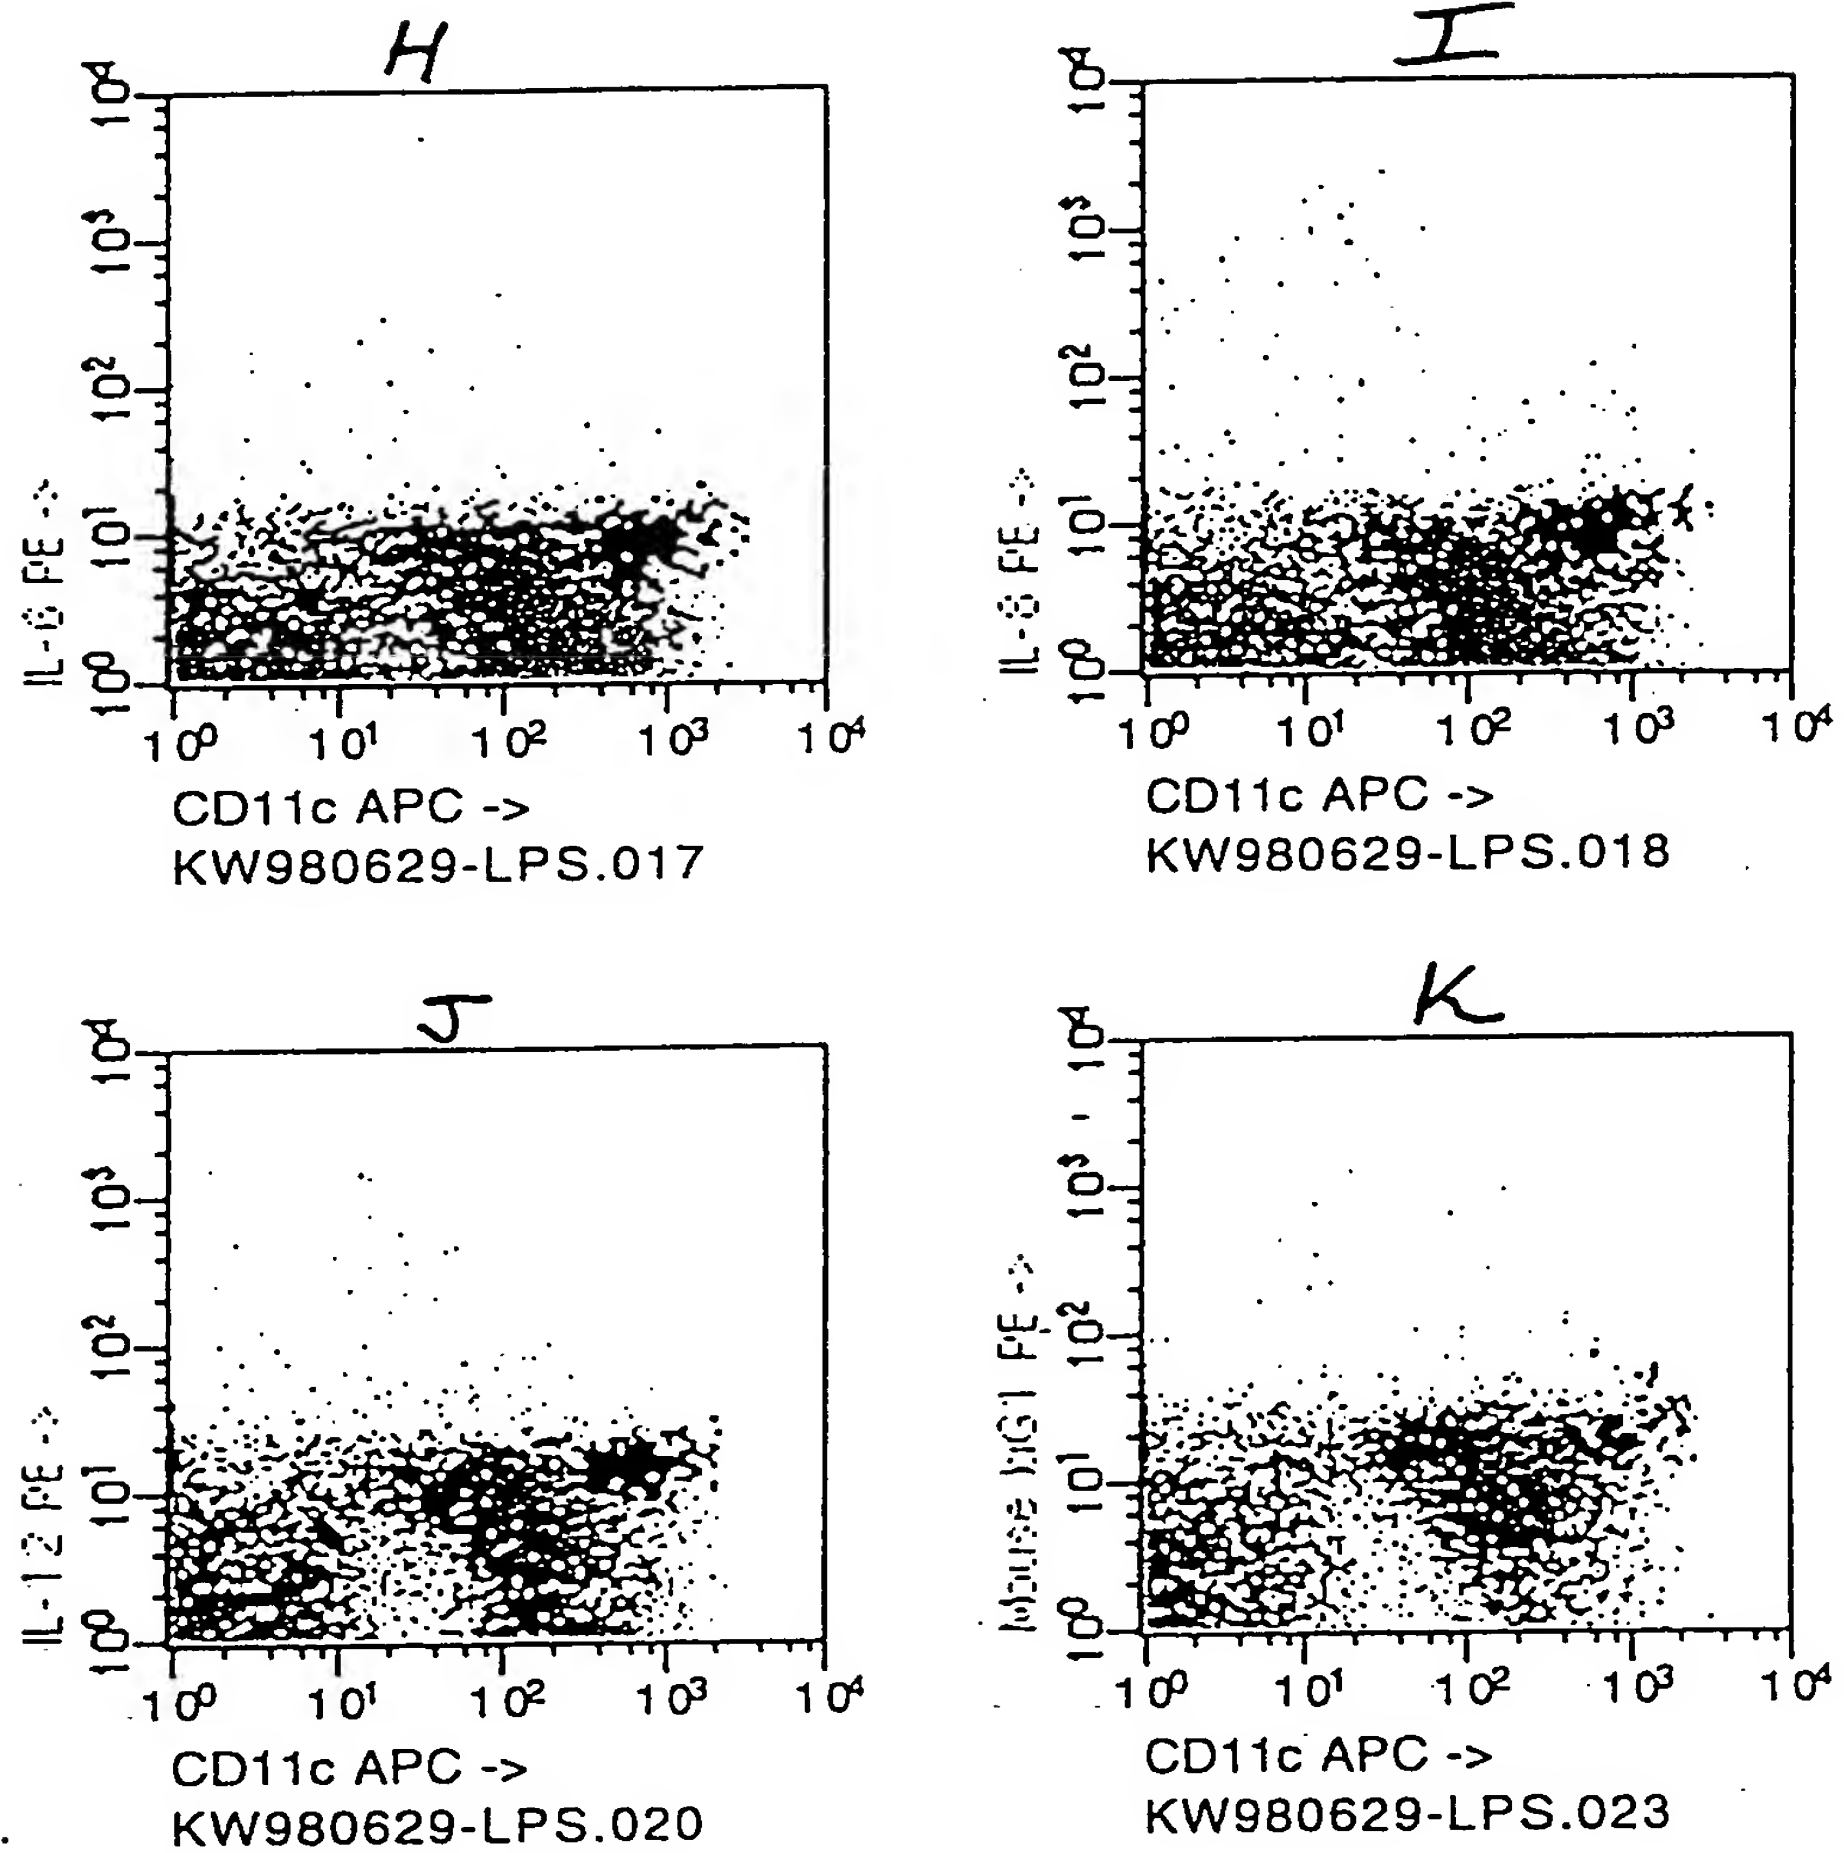 H
10⁴
10³
10²
10¹
10⁰
PE ->
10⁰ 10¹ 10² 10³ 10⁴
CD11c APC ->
KW980629-LPS.017
I
10⁴
10³
10²
10¹
10⁰
IL-8 PE ->
10⁰ 10¹ 10² 10³ 10⁴
CD11c APC ->
KW980629-LPS.018
J
10⁴
10³
10²
10¹
10⁰
IL-12 PE ->
10⁰ 10¹ 10² 10³ 10⁴
CD11c APC ->
KW980629-LPS.020
K
10⁴
10³
10²
10¹
10⁰
Mouse IgG1 PE ->
10⁰ 10¹ 10² 10³ 10⁴
CD11c APC ->
KW980629-LPS.023